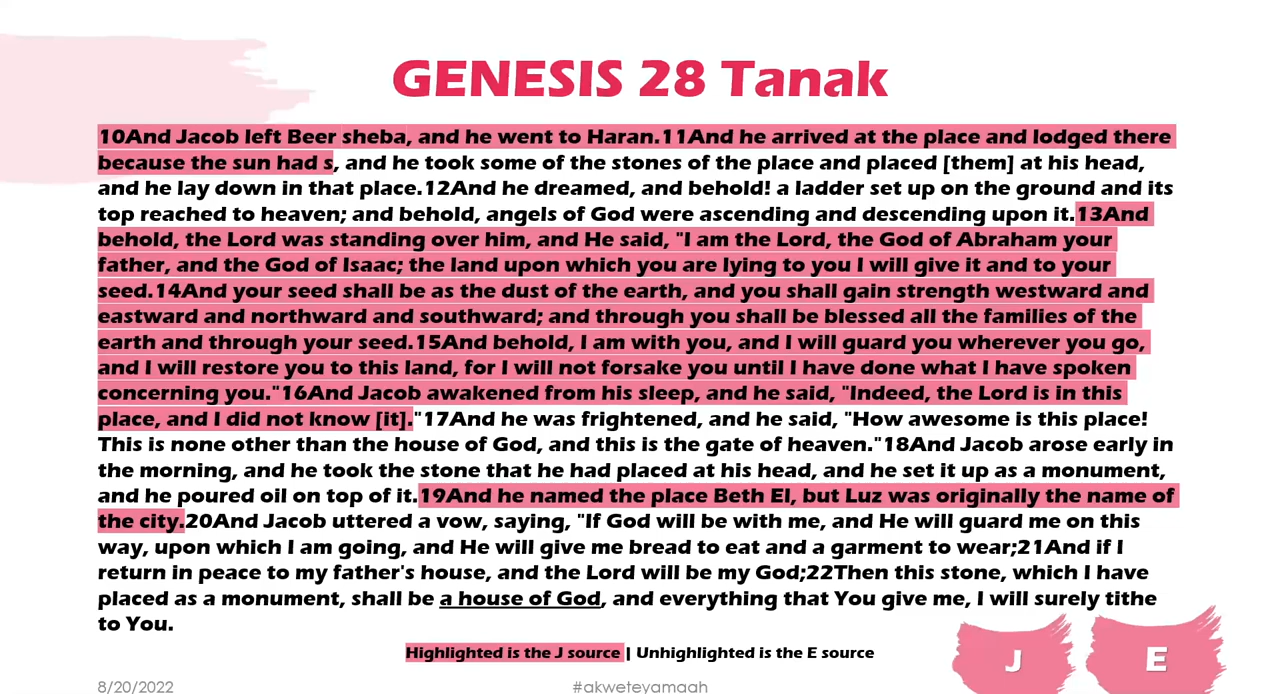 GENESIS 28 Tanak
10And Jacob left Beer sheba, and he went to Haran.11And he arrived at the place and lodged there
because the sun had s, and he took some of the stones of the place and placed [them] at his head,
and he lay down in that place.12And he dreamed, and behold! a ladder set up on the ground and its
top reached to heaven; and behold, angels of God were ascending and descending upon it.13And
behold, the Lord was standing over him, and He said, "I am the Lord, the God of Abraham your
father, and the God of Isaac; the land upon which you are lying to you I will give it and to your
seed.14And your seed shall be as the dust of the earth, and you shall gain strength westward and
eastward and northward and southward; and through you shall be blessed all the families of the
earth and through your seed.15And behold, I am with you, and I will guard you wherever you go,
and I will restore you to this land, for I will not forsake you until I have done what I have spoken
concerning you."16And Jacob awakened from his sleep, and he said, "Indeed, the Lord is in this
place, and I did not know [it]."17And he was frightened, and he said, "How awesome is this place!
This is none other than the house of God, and this is the gate of heaven."18And Jacob arose early in
the morning, and he took the stone that he had placed at his head, and he set it up as a monument,
and he poured oil on top of it.19And he named the place Beth El, but Luz was originally the name of
the city.20And Jacob uttered a vow, saying, "If God will be with me, and He will guard me on this
way, upon which I am going, and He will give me bread to eat and a garment to wear;21And if I
return in peace to my father's house, and the Lord will be my God;22Then this stone, which I have
placed as a monument, shall be a house of God, and everything that You give me, I will surely tithe
to You.
Highlighted is the J source | Unhighlighted is the E source
J
E
8/20/2022
#akweteyamaah